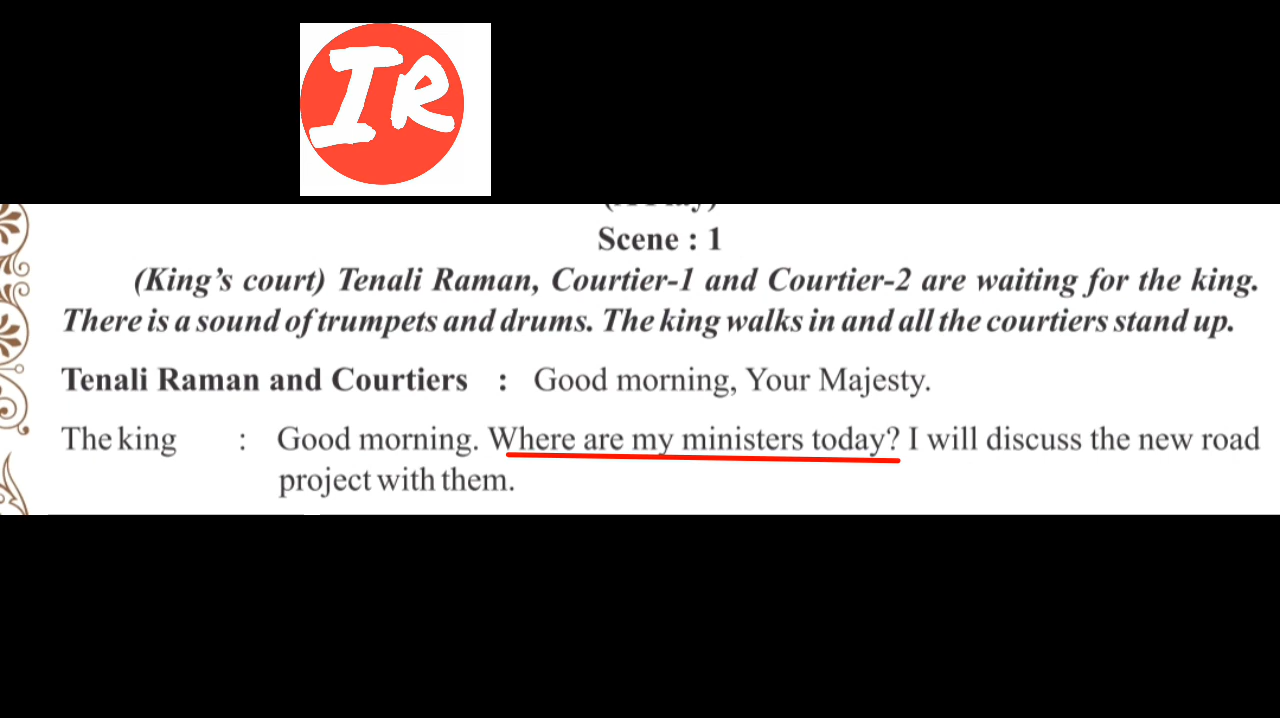 IR
Scene : 1
(King's court) Tenali Raman, Courtier-1 and Courtier-2 are waiting for the king.
There is a sound of trumpets and drums. The king walks in and all the courtiers stand up.
Tenali Raman and Courtiers : Good morning, Your Majesty.
The king : Good morning. Where are my ministers today? I will discuss the new road
project with them.